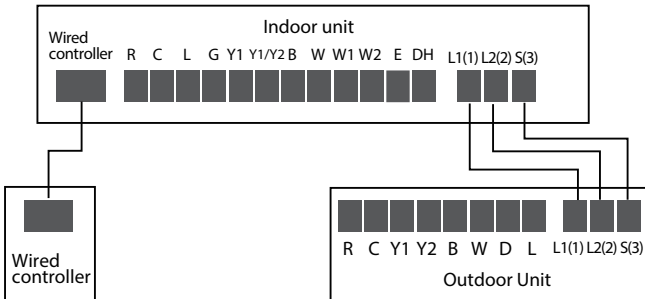 Indoor unit
Wired
controller
R C L G Y1 Y1/Y2 B W W1 W2 E DH L1(1) L2(2) S(3)
R C Y1 Y2 B W D L L1(1) L2(2) S(3)
Wired
controller
Outdoor Unit